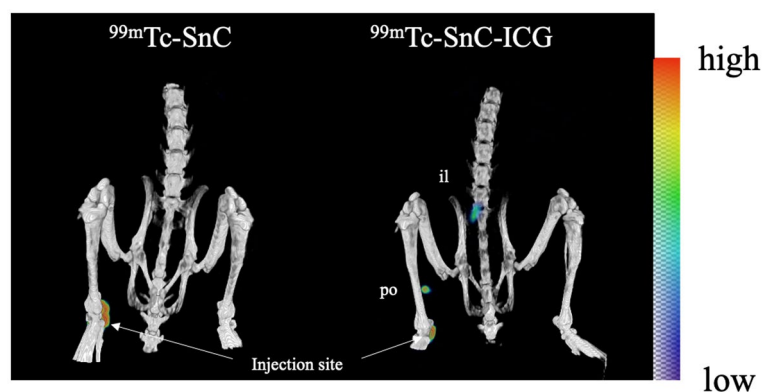 99mTc-SnC
99mTc-SnC-ICG
high
il
po
Injection site
low